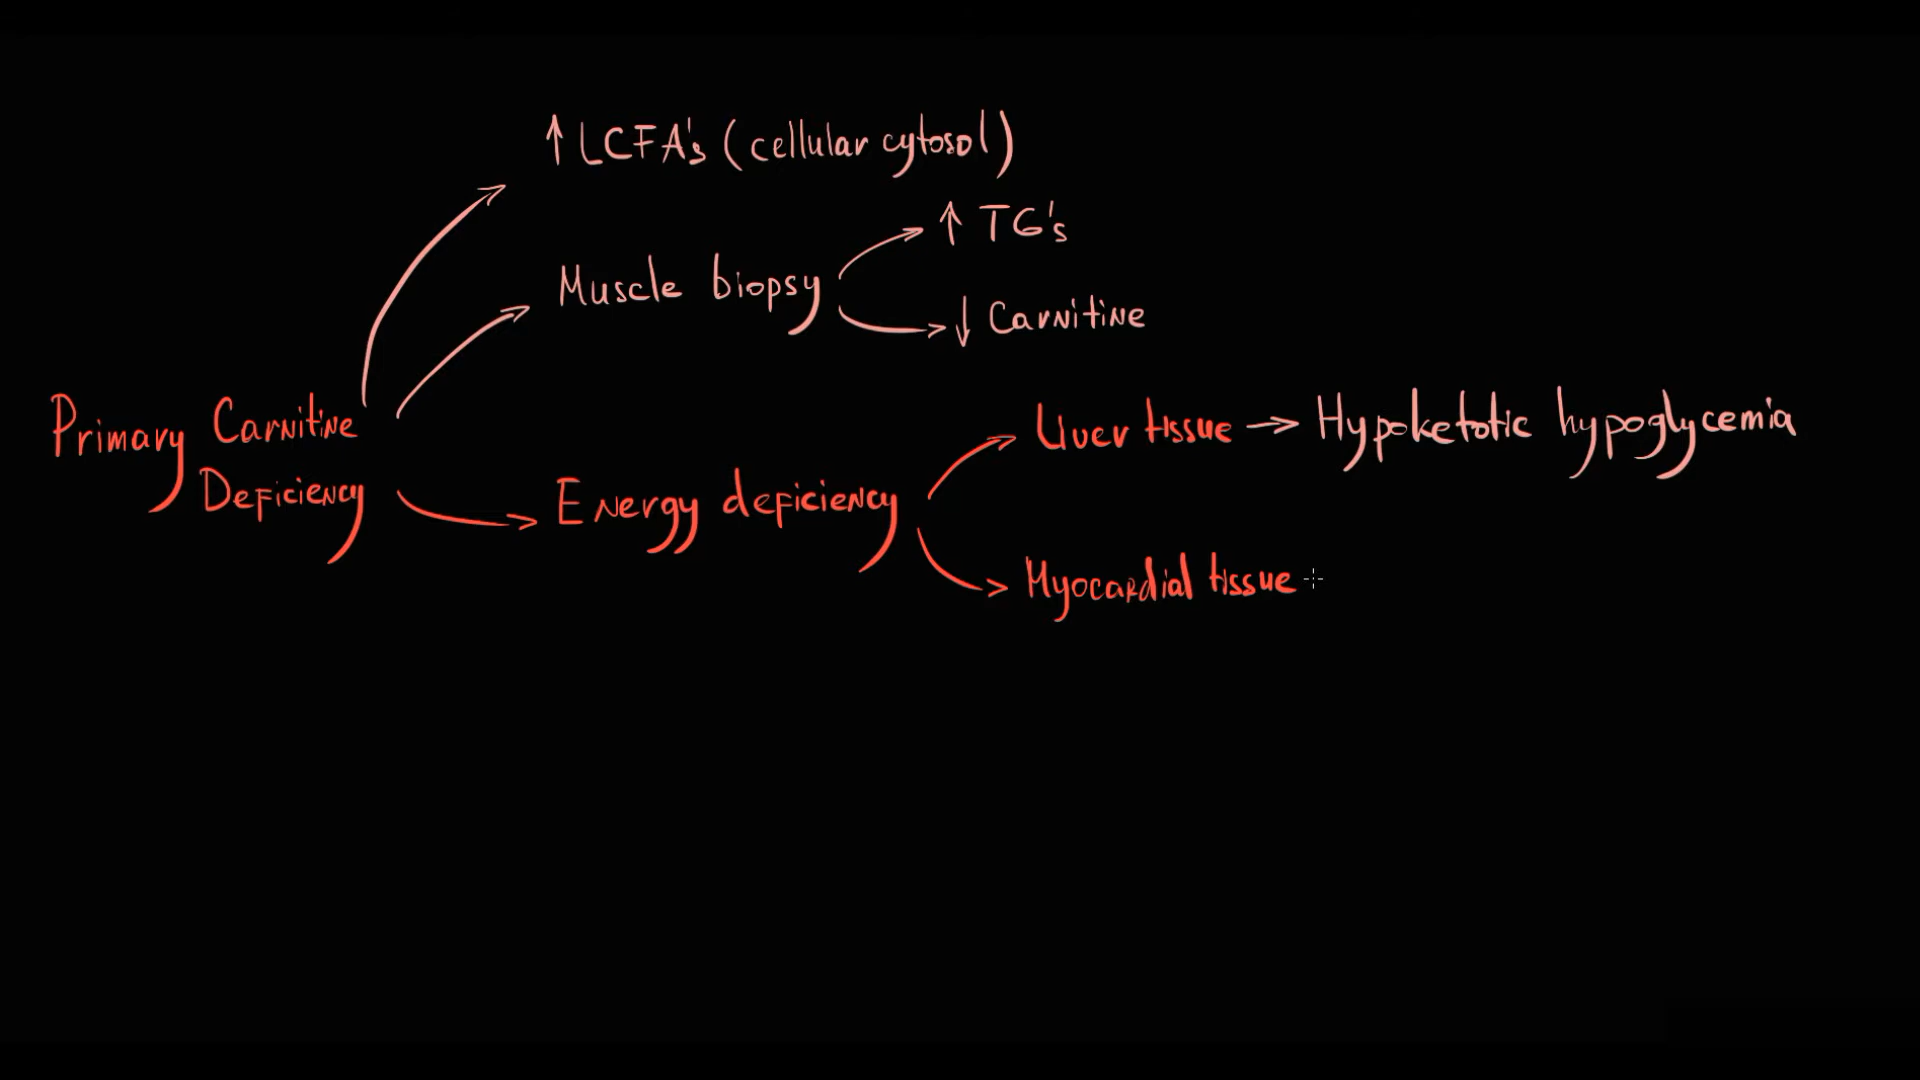 ↑ LCFA's (cellular cytosol)
↑ TG's
Muscle biopsy
↓ Carnitine
Primary Carnitine
Deficiency
Liver tissue → Hypoketotic hypoglycemia
Energy deficiency
Myocardial tissue